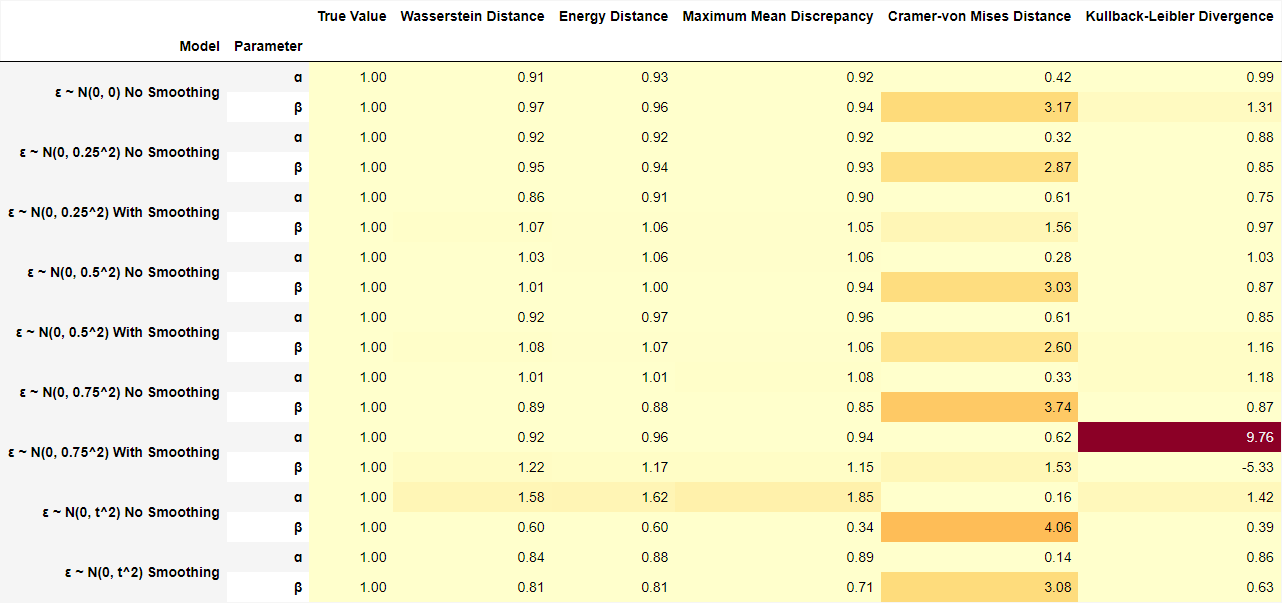 True Value Wasserstein Distance Energy Distance Maximum Mean Discrepancy Cramer-von Mises Distance Kullback-Leibler Divergence
Model Parameter
ε ~ N(0, 0) No Smoothing α 1.00 0.91 0.93 0.92 0.42 0.99
β 1.00 0.97 0.96 0.94 3.17 1.31
ε ~ N(0, 0.25^2) No Smoothing α 1.00 0.92 0.92 0.92 0.32 0.88
β 1.00 0.95 0.94 0.93 2.87 0.85
ε ~ N(0, 0.25^2) With Smoothing α 1.00 0.86 0.91 0.90 0.61 0.75
β 1.00 1.07 1.06 1.05 1.56 0.97
ε ~ N(0, 0.5^2) No Smoothing α 1.00 1.03 1.06 1.06 0.28 1.03
β 1.00 1.01 1.00 0.94 3.03 0.87
ε ~ N(0, 0.5^2) With Smoothing α 1.00 0.92 0.97 0.96 0.61 0.85
β 1.00 1.08 1.07 1.06 2.60 1.16
ε ~ N(0, 0.75^2) No Smoothing α 1.00 1.01 1.01 1.08 0.33 1.18
β 1.00 0.89 0.88 0.85 3.74 0.87
ε ~ N(0, 0.75^2) With Smoothing α 1.00 0.92 0.96 0.94 0.62 9.76
β 1.00 1.22 1.17 1.15 1.53 -5.33
ε ~ N(0, t^2) No Smoothing α 1.00 1.58 1.62 1.85 0.16 1.42
β 1.00 0.60 0.60 0.34 4.06 0.39
ε ~ N(0, t^2) Smoothing α 1.00 0.84 0.88 0.89 0.14 0.86
β 1.00 0.81 0.81 0.71 3.08 0.63